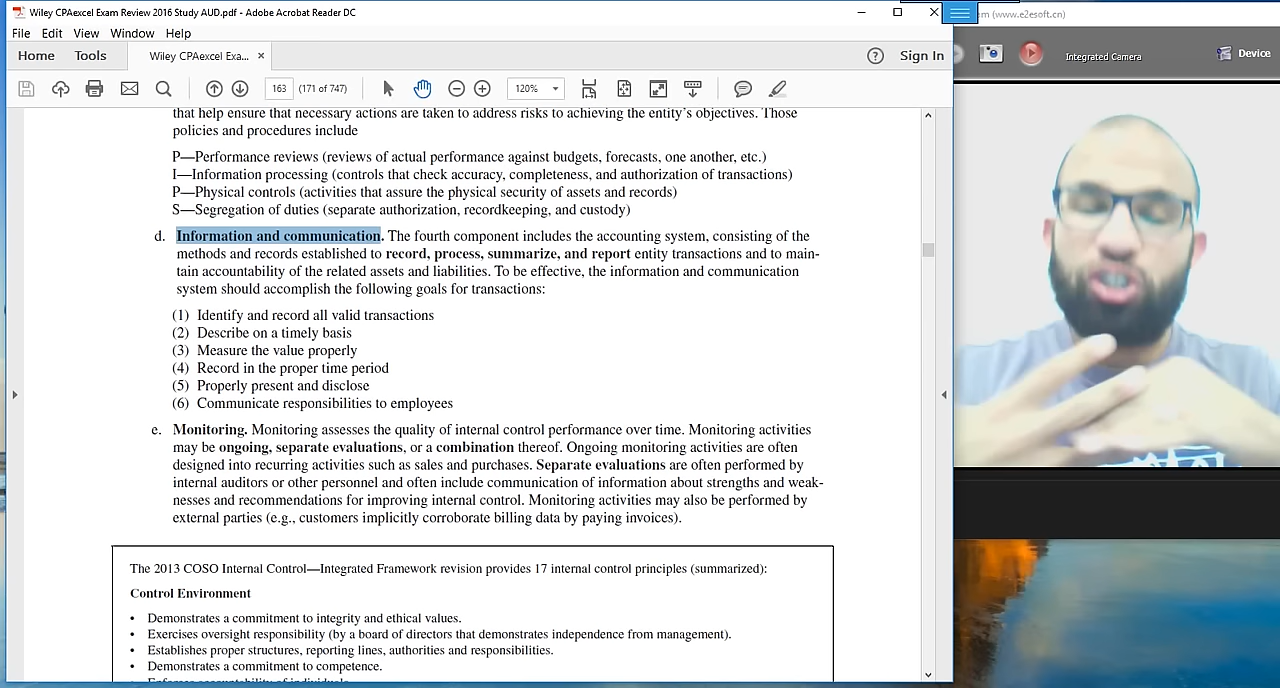 Wiley CPAexcel Exam Review 2016 Study AUD.pdf - Adobe Acrobat Reader DC
(www.e2esoft.cn)
File Edit View Window Help
Home Tools Wiley CPAexcel Exa... × Sign In
Integrated Camera Device
163 (171 of 747) 120%
that help ensure that necessary actions are taken to address risks to achieving the entity's objectives. Those
policies and procedures include
P—Performance reviews (reviews of actual performance against budgets, forecasts, one another, etc.)
I—Information processing (controls that check accuracy, completeness, and authorization of transactions)
P—Physical controls (activities that assure the physical security of assets and records)
S—Segregation of duties (separate authorization, recordkeeping, and custody)
d. Information and communication. The fourth component includes the accounting system, consisting of the
methods and records established to record, process, summarize, and report entity transactions and to main-
tain accountability of the related assets and liabilities. To be effective, the information and communication
system should accomplish the following goals for transactions:
(1) Identify and record all valid transactions
(2) Describe on a timely basis
(3) Measure the value properly
(4) Record in the proper time period
(5) Properly present and disclose
(6) Communicate responsibilities to employees
e. Monitoring. Monitoring assesses the quality of internal control performance over time. Monitoring activities
may be ongoing, separate evaluations, or a combination thereof. Ongoing monitoring activities are often
designed into recurring activities such as sales and purchases. Separate evaluations are often performed by
internal auditors or other personnel and often include communication of information about strengths and weak-
nesses and recommendations for improving internal control. Monitoring activities may also be performed by
external parties (e.g., customers implicitly corroborate billing data by paying invoices).
The 2013 COSO Internal Control—Integrated Framework revision provides 17 internal control principles (summarized):
Control Environment
• Demonstrates a commitment to integrity and ethical values.
• Exercises oversight responsibility (by a board of directors that demonstrates independence from management).
• Establishes proper structures, reporting lines, authorities and responsibilities.
• Demonstrates a commitment to competence.